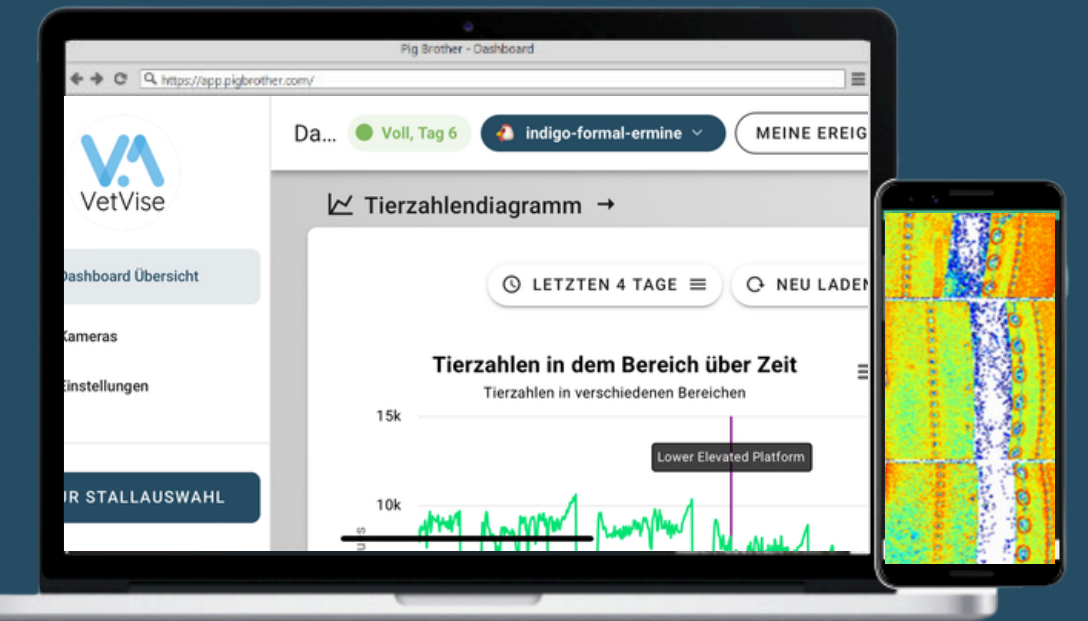 Pig Brother - Dashboard
https://app.pigbrother.com/
VetVise
Da... Voll, Tag 6 indigo-formal-ermine MEINE EREIG
Tierzahlendiagramm →
Dashboard Übersicht
LETZTEN 4 TAGE NEU LADEN
Kameras
Einstellungen
Tierzahlen in dem Bereich über Zeit
Tierzahlen in verschiedenen Bereichen
15k
Lower Elevated Platform
UR STALLAUSWAHL
10k
us